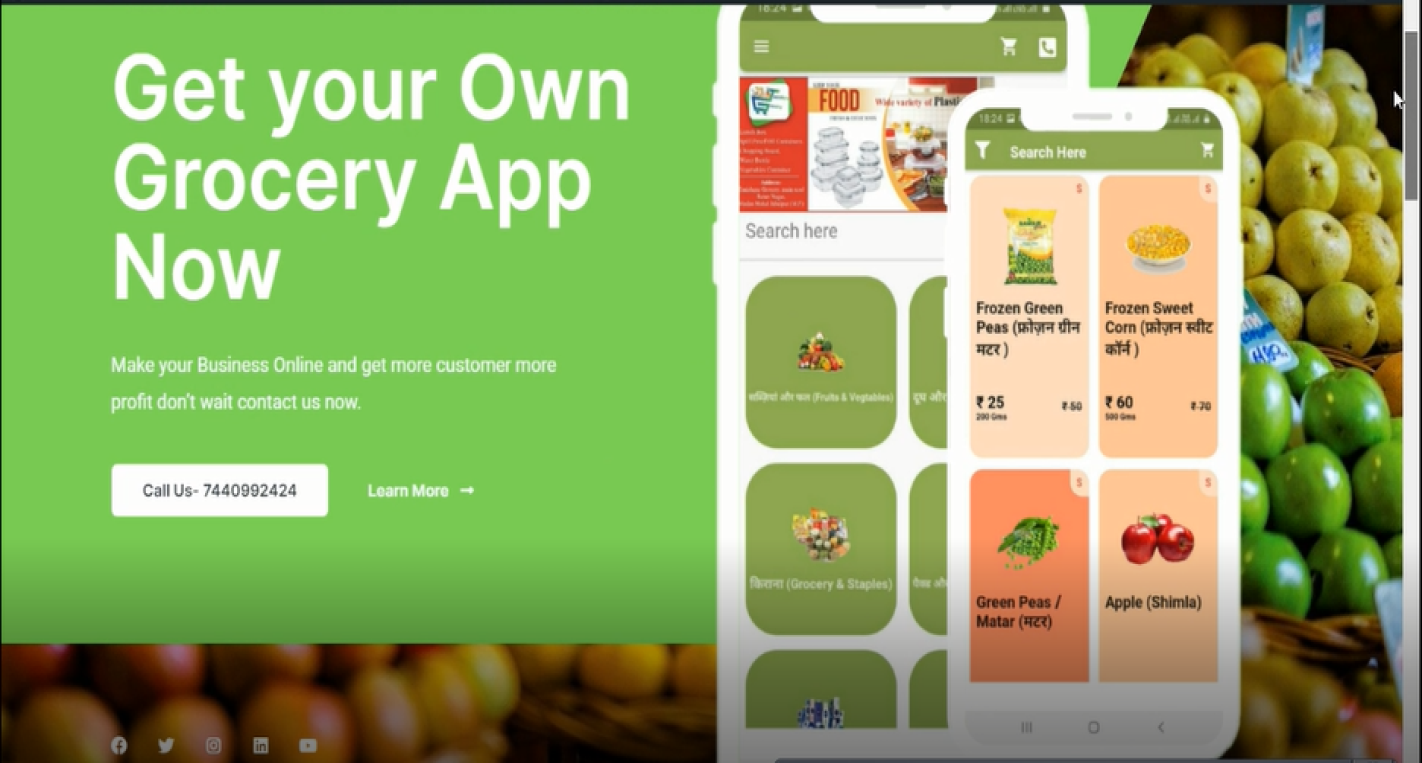 Get your Own
Grocery App
Now
Make your Business Online and get more customer more
profit don't wait contact us now.
Call Us- 7440992424
Learn More →
18:24
FOOD
Wide variety of Plastic
Address:
Search here
सब्ज़ियां और फल (Fruits & Vegtables)
दूध और
किराना (Grocery & Staples)
18:24
Search Here
$
$
Frozen Green
Peas (फ्रोज़न ग्रीन
मटर )
₹ 25
₹ 50
200 Gms
Frozen Sweet
Corn (फ्रोज़न स्वीट
कॉर्न )
₹ 60
₹ 70
500 Gms
$
$
Green Peas /
Matar (मटर)
Apple (Shimla)